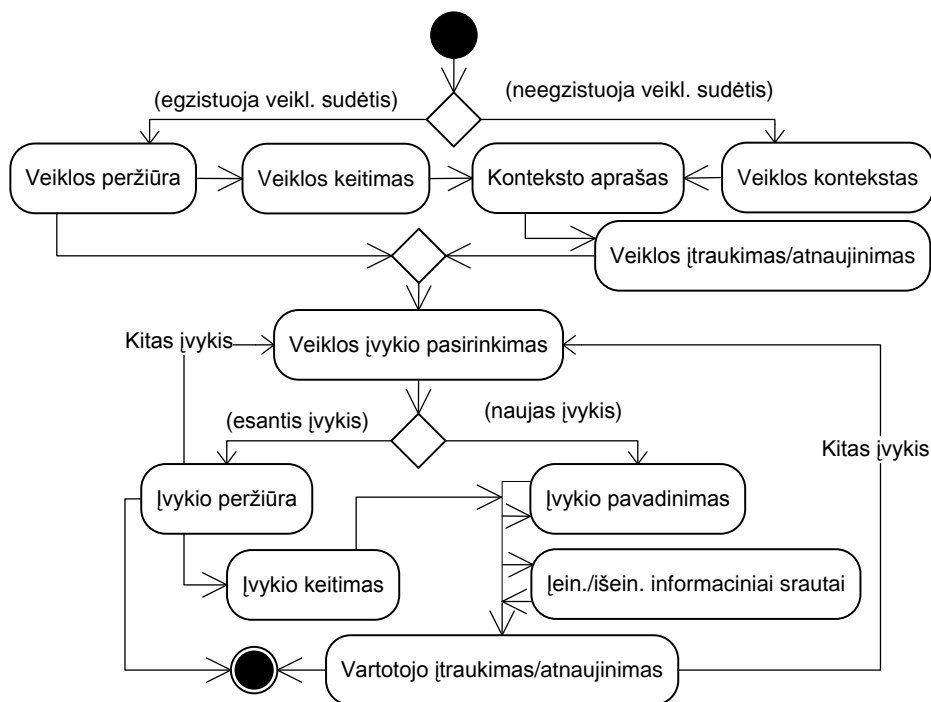 (egzistuoja veikl. sudėtis)
(neegzistuoja veikl. sudėtis)
Veiklos peržiūra
Veiklos keitimas
Konteksto aprašas
Veiklos kontekstas
Veiklos įtraukimas/atnaujinimas
Kitas įvykis
Veiklos įvykio pasirinkimas
(esantis įvykis)
(naujas įvykis)
Kitas įvykis
Įvykio peržiūra
Įvykio pavadinimas
Įvykio keitimas
Įein./išein. informaciniai srautai
Vartotojo įtraukimas/atnaujinimas